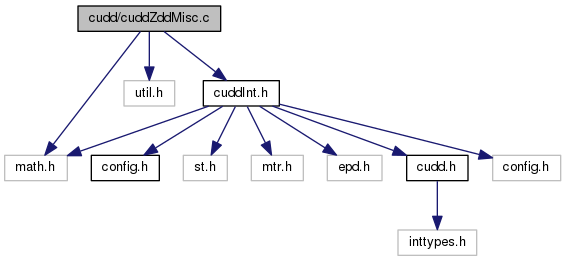 cudd/cuddZddMisc.c
util.h
cuddInt.h
math.h
config.h
st.h
mtr.h
epd.h
cudd.h
config.h
inttypes.h